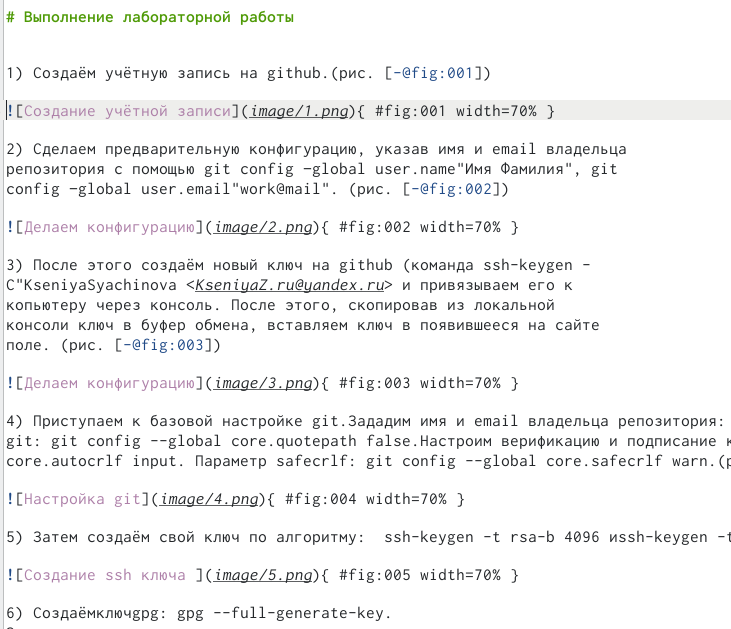 # Выполнение лабораторной работы
1) Создаём учётную запись на github.(рис. [-@fig:001])
![Создание учётной записи](image/1.png){ #fig:001 width=70% }
2) Сделаем предварительную конфигурацию, указав имя и email владельца
репозитория с помощью git config –global user.name"Имя Фамилия", git
config –global user.email"work@mail". (рис. [-@fig:002])
![Делаем конфигурацию](image/2.png){ #fig:002 width=70% }
3) После этого создаём новый ключ на github (команда ssh-keygen -
C"KseniyaSyachinova <KseniyaZ.ru@yandex.ru> и привязываем его к
копьютеру через консоль. После этого, скопировав из локальной
консоли ключ в буфер обмена, вставляем ключ в появившееся на сайте
поле. (рис. [-@fig:003])
![Делаем конфигурацию](image/3.png){ #fig:003 width=70% }
4) Приступаем к базовой настройке git.Зададим имя и email владельца репозитория:
git: git config --global core.quotepath false.Настроим верификацию и подписание к
core.autocrlf input. Параметр safecrlf: git config --global core.safecrlf warn.(р
![Настройка git](image/4.png){ #fig:004 width=70% }
5) Затем создаём свой ключ по алгоритму:  ssh-keygen -t rsa-b 4096 иssh-keygen -t
![Создание ssh ключа ](image/5.png){ #fig:005 width=70% }
6) Создаёмключgpg: gpg --full-generate-key.